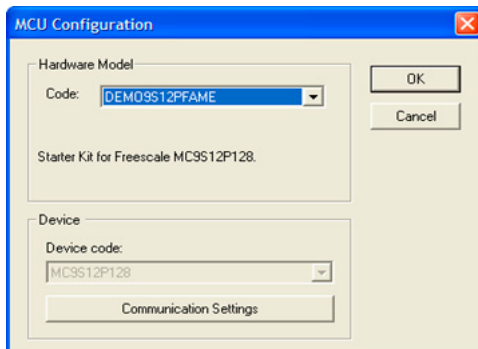 MCU Configuration
Hardware Model
Code: DEMO9S12PFAME
Starter Kit for Freescale MC9S12P128.
OK
Cancel
Device
Device code:
MC9S12P128
Communication Settings